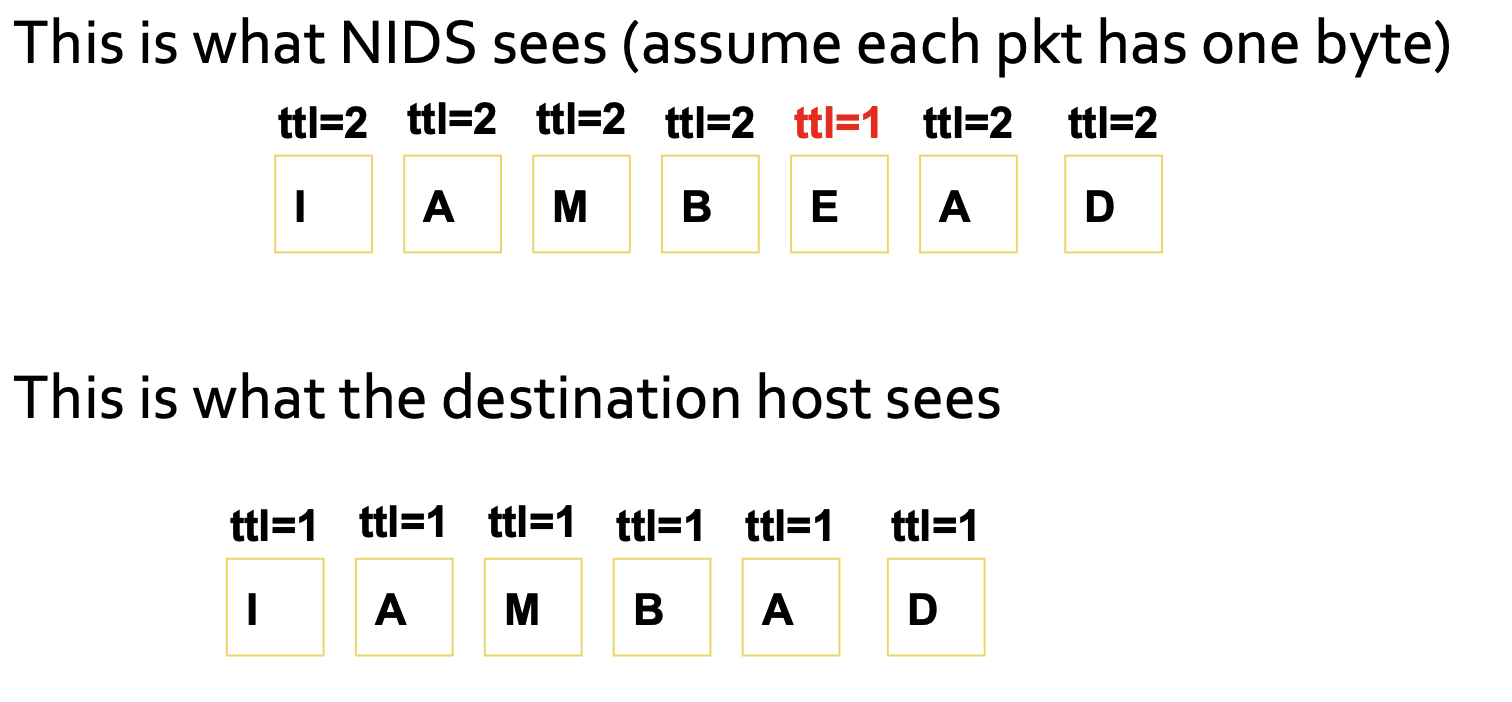 This is what NIDS sees (assume each pkt has one byte)
ttl=2 ttl=2 ttl=2 ttl=2 ttl=1 ttl=2 ttl=2
I A M B E A D
This is what the destination host sees
ttl=1 ttl=1 ttl=1 ttl=1 ttl=1 ttl=1
I A M B A D